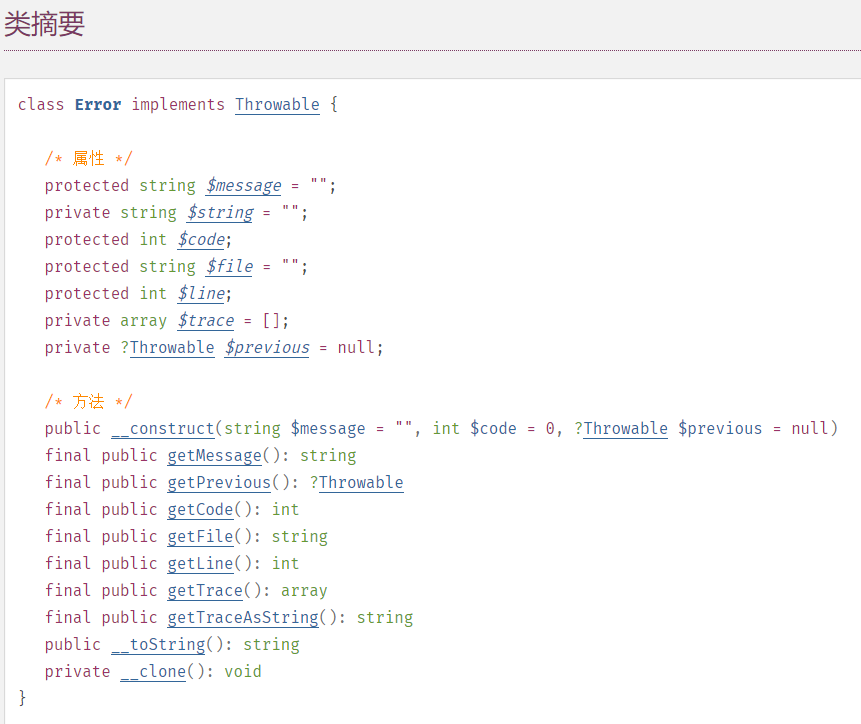 类摘要
class Error implements Throwable {
/* 属性 */
protected string $message = "";
private string $string = "";
protected int $code;
protected string $file = "";
protected int $line;
private array $trace = [];
private ?Throwable $previous = null;
/* 方法 */
public __construct(string $message = "", int $code = 0, ?Throwable $previous = null)
final public getMessage(): string
final public getPrevious(): ?Throwable
final public getCode(): int
final public getFile(): string
final public getLine(): int
final public getTrace(): array
final public getTraceAsString(): string
public __toString(): string
private __clone(): void
}